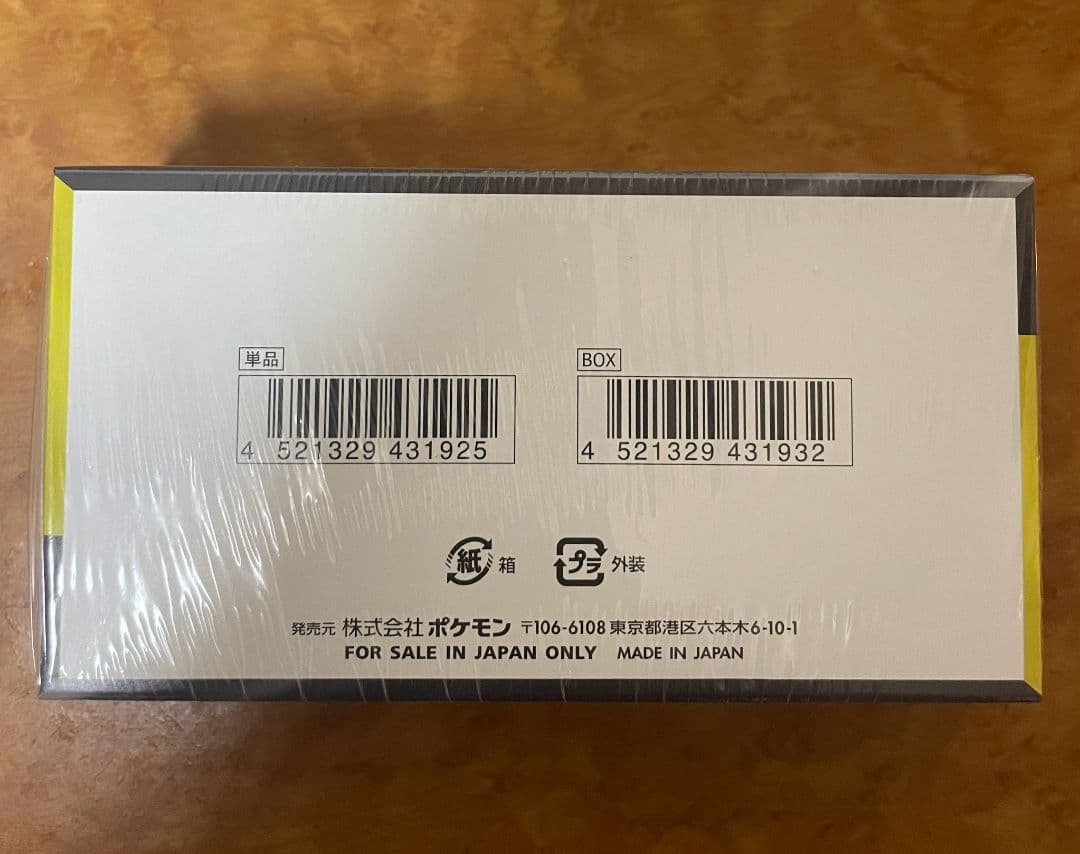 単品
4 521329 431925
BOX
4 521329 431932
紙 箱
プラ 外装
発売元 株式会社ポケモン 〒106-6108 東京都港区六本木6-10-1
FOR SALE IN JAPAN ONLY MADE IN JAPAN